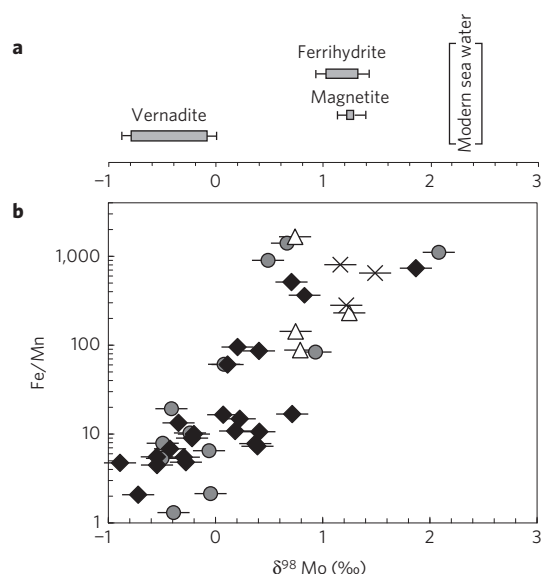 a
Ferrihydrite
Magnetite
Vernadite
Modern sea water
−1 0 1 2 3
b
1,000
100
10
1
Fe/Mn
−1 0 1 2 3
δ⁹⁸ Mo (‰)